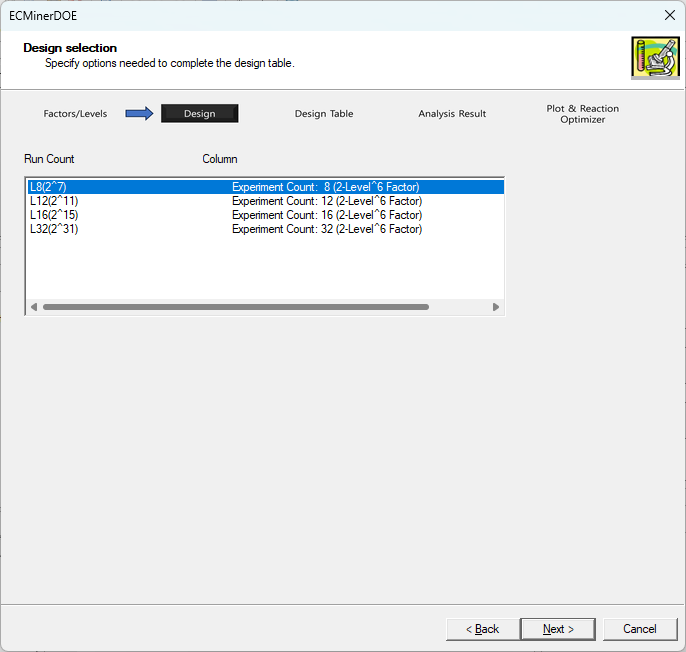 ECMinerDOE
Design selection
Specify options needed to complete the design table.
Factors/Levels Design Design Table Analysis Result Plot & Reaction
Optimizer
Run Count Column
L8(2^7) Experiment Count: 8 (2-Level^6 Factor)
L12(2^11) Experiment Count: 12 (2-Level^6 Factor)
L16(2^15) Experiment Count: 16 (2-Level^6 Factor)
L32(2^31) Experiment Count: 32 (2-Level^6 Factor)
< Back Next > Cancel